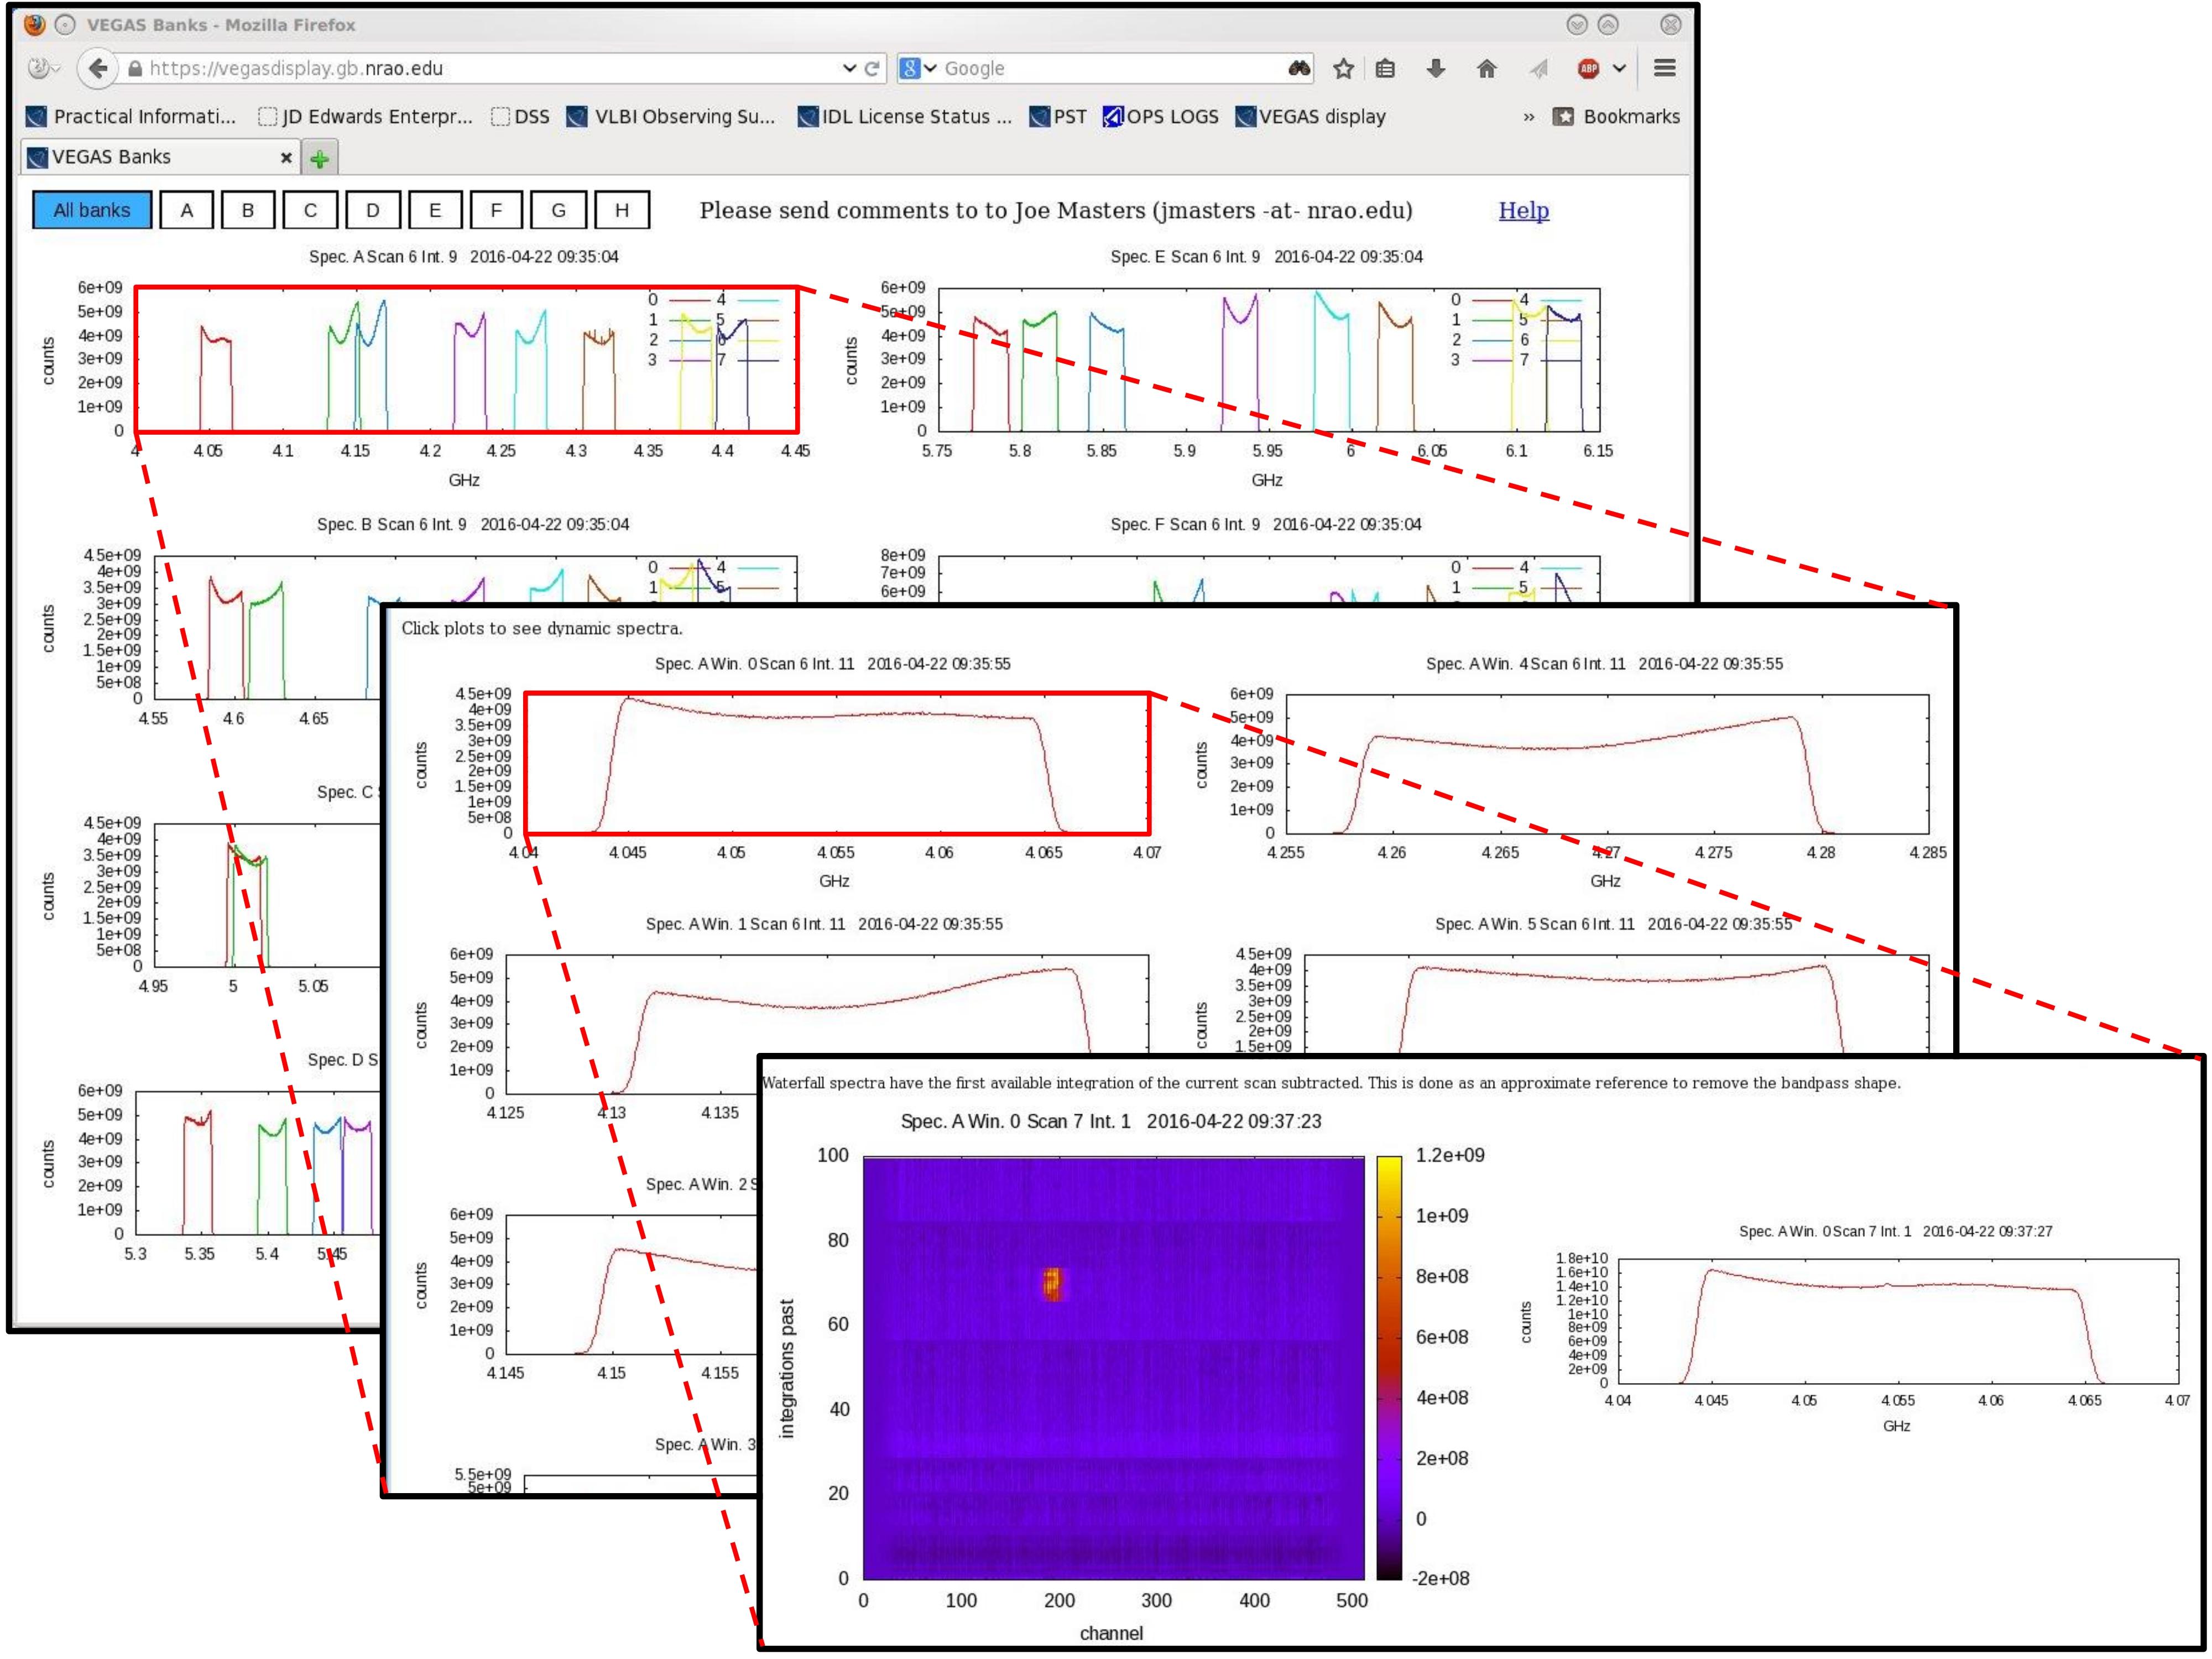 VEGAS Banks - Mozilla Firefox
https://vegasdisplay.gb.nrao.edu
Google
ABP
Practical Informati... JD Edwards Enterpr... DSS VLBI Observing Su... IDL License Status ... PST OPS LOGS VEGAS display » Bookmarks
VEGAS Banks
All banks A B C D E F G H Please send comments to to Joe Masters (jmasters -at- nrao.edu) Help
Spec. A Scan 6 Int. 9 2016-04-22 09:35:04
6e+09
5e+09
4e+09
3e+09
2e+09
1e+09
0
counts
0 4
1 5
2 6
3 7
4 4.05 4.1 4.15 4.2 4.25 4.3 4.35 4.4 4.45
GHz
Spec. E Scan 6 Int. 9 2016-04-22 09:35:04
6e+09
5e+09
4e+09
3e+09
2e+09
1e+09
0
counts
0 4
1 5
2 6
3 7
5.75 5.8 5.85 5.9 5.95 6 6.05 6.1 6.15
GHz
Spec. B Scan 6 Int. 9 2016-04-22 09:35:04
4.5e+09
4e+09
3.5e+09
3e+09
2.5e+09
2e+09
1.5e+09
1e+09
5e+08
0
counts
0 4
1 5
4.55 4.6 4.65
Spec. F Scan 6 Int. 9 2016-04-22 09:35:04
8e+09
7e+09
6e+09
0 4
1 5
Spec. C
4.5e+09
4e+09
3.5e+09
3e+09
2.5e+09
2e+09
1.5e+09
1e+09
5e+08
0
counts
4.95 5 5.05
Spec. D S
6e+09
5e+09
4e+09
3e+09
2e+09
1e+09
0
counts
5.3 5.35 5.4 5.45
Click plots to see dynamic spectra.
Spec. A Win. 0 Scan 6 Int. 11 2016-04-22 09:35:55
4.5e+09
4e+09
3.5e+09
3e+09
2.5e+09
2e+09
1.5e+09
1e+09
5e+08
0
counts
4.04 4.045 4.05 4.055 4.06 4.065 4.07
GHz
Spec. A Win. 4 Scan 6 Int. 11 2016-04-22 09:35:55
6e+09
5e+09
4e+09
3e+09
2e+09
1e+09
0
counts
4.255 4.26 4.265 4.27 4.275 4.28 4.285
GHz
Spec. A Win. 1 Scan 6 Int. 11 2016-04-22 09:35:55
6e+09
5e+09
4e+09
3e+09
2e+09
1e+09
0
counts
4.125 4.13 4.135
Spec. A Win. 5 Scan 6 Int. 11 2016-04-22 09:35:55
4.5e+09
4e+09
3.5e+09
3e+09
2.5e+09
2e+09
1.5e+09
counts
Spec. A Win. 2 S
6e+09
5e+09
4e+09
3e+09
2e+09
1e+09
0
counts
4.145 4.15 4.155
Spec. A Win. 3
5.5e+09
5e+09
Waterfall spectra have the first available integration of the current scan subtracted. This is done as an approximate reference to remove the bandpass shape.
Spec. A Win. 0 Scan 7 Int. 1 2016-04-22 09:37:23
100
80
60
40
20
0
integrations past
0 100 200 300 400 500
channel
1.2e+09
1e+09
8e+08
6e+08
4e+08
2e+08
0
-2e+08
Spec. A Win. 0 Scan 7 Int. 1 2016-04-22 09:37:27
1.8e+10
1.6e+10
1.4e+10
1.2e+10
1e+10
8e+09
6e+09
4e+09
2e+09
0
counts
4.04 4.045 4.05 4.055 4.06 4.065 4.07
GHz